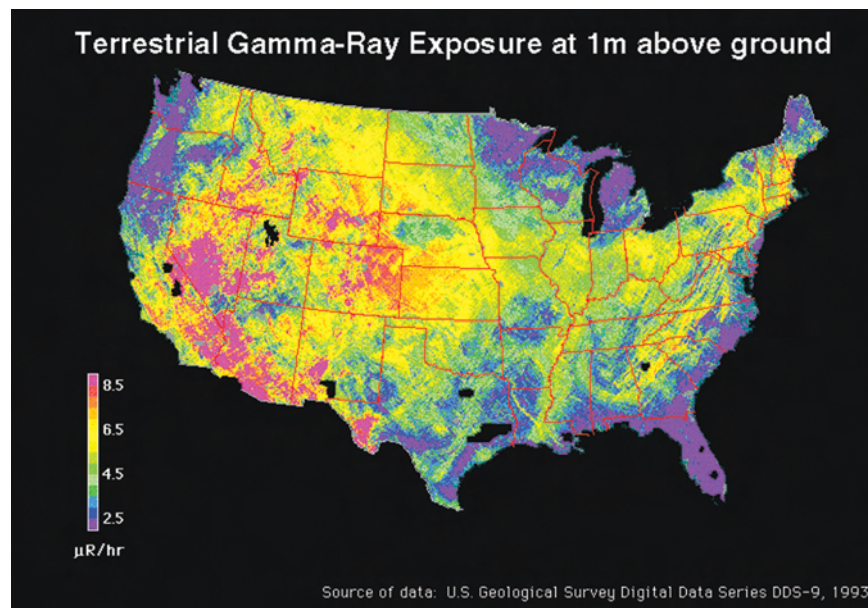 Terrestrial Gamma-Ray Exposure at 1m above ground
8.5
6.5
4.5
2.5
µR/hr
Source of data: U.S. Geological Survey Digital Data Series DDS-9, 1993